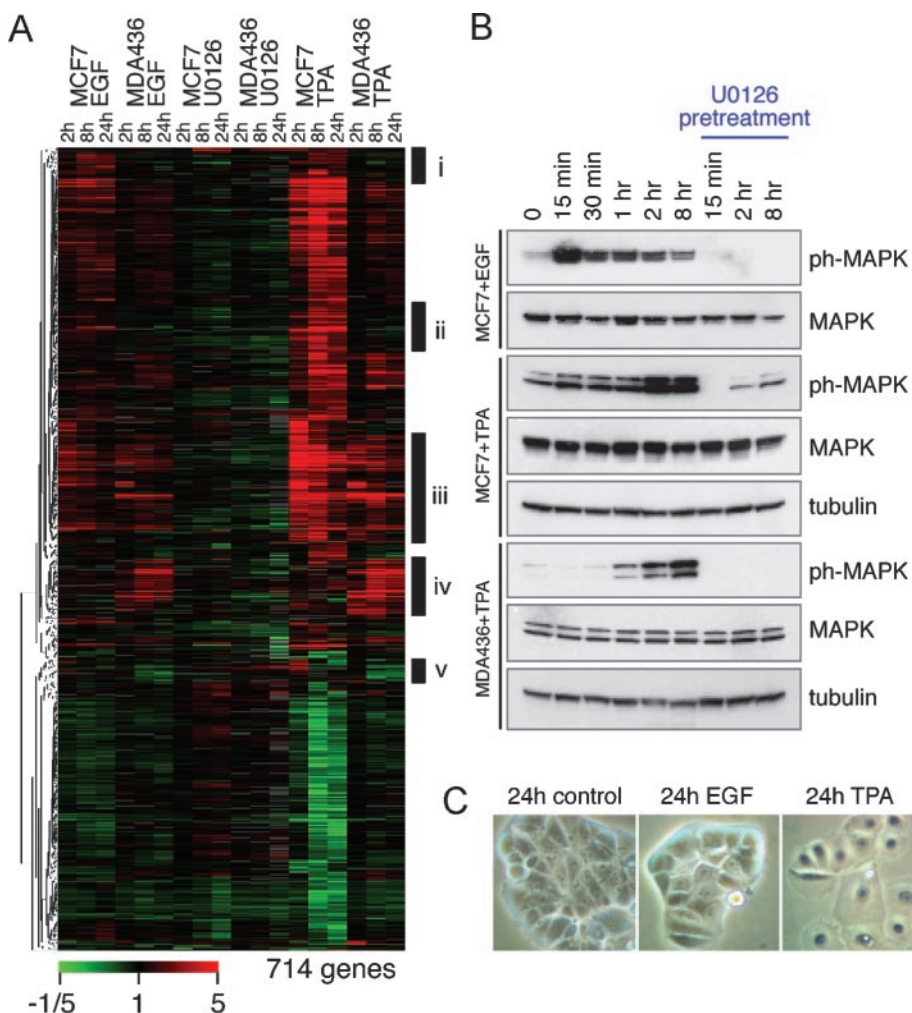 A
MCF7 EGF
MDA436 EGF
MCF7 U0126
MDA436 U0126
MCF7 TPA
MDA436 TPA
2h 8h 24h 2h 8h 24h 2h 8h 24h 2h 8h 24h 2h 8h 24h 2h 8h 24h
i
ii
iii
iv
v
714 genes
-1/5 1 5
B
U0126
pretreatment
0 15 min 30 min 1 hr 2 hr 8 hr 15 min 2 hr 8 hr
MCF7+EGF
ph-MAPK
MAPK
MCF7+TPA
ph-MAPK
MAPK
tubulin
MDA436+TPA
ph-MAPK
MAPK
tubulin
C
24h control 24h EGF 24h TPA